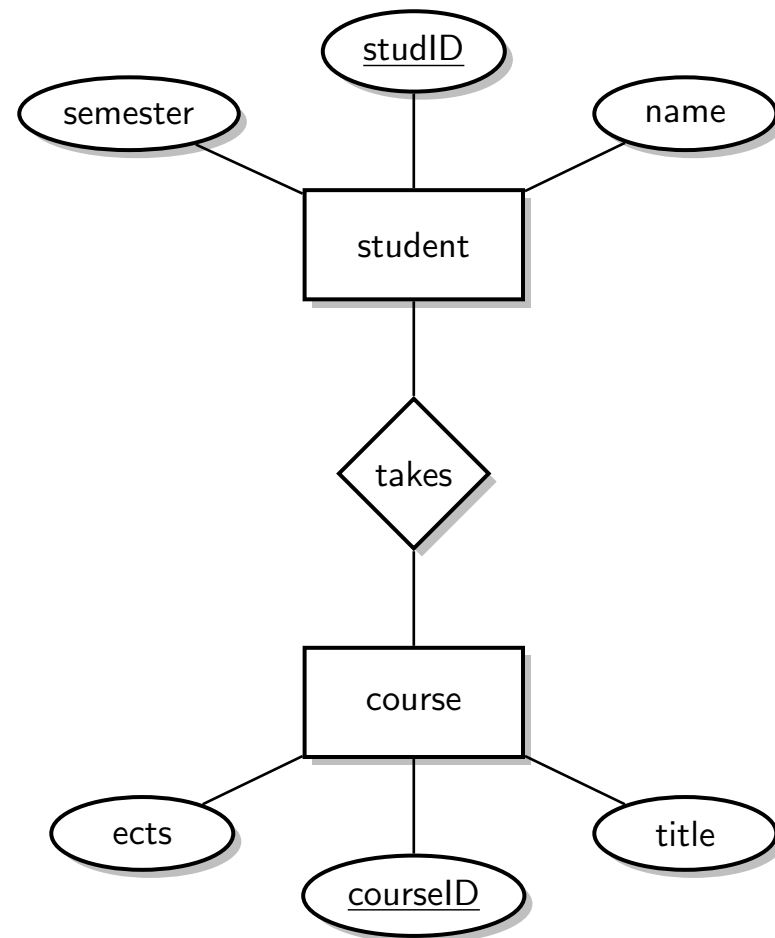 studID
semester
name
student
takes
course
ects
title
courseID